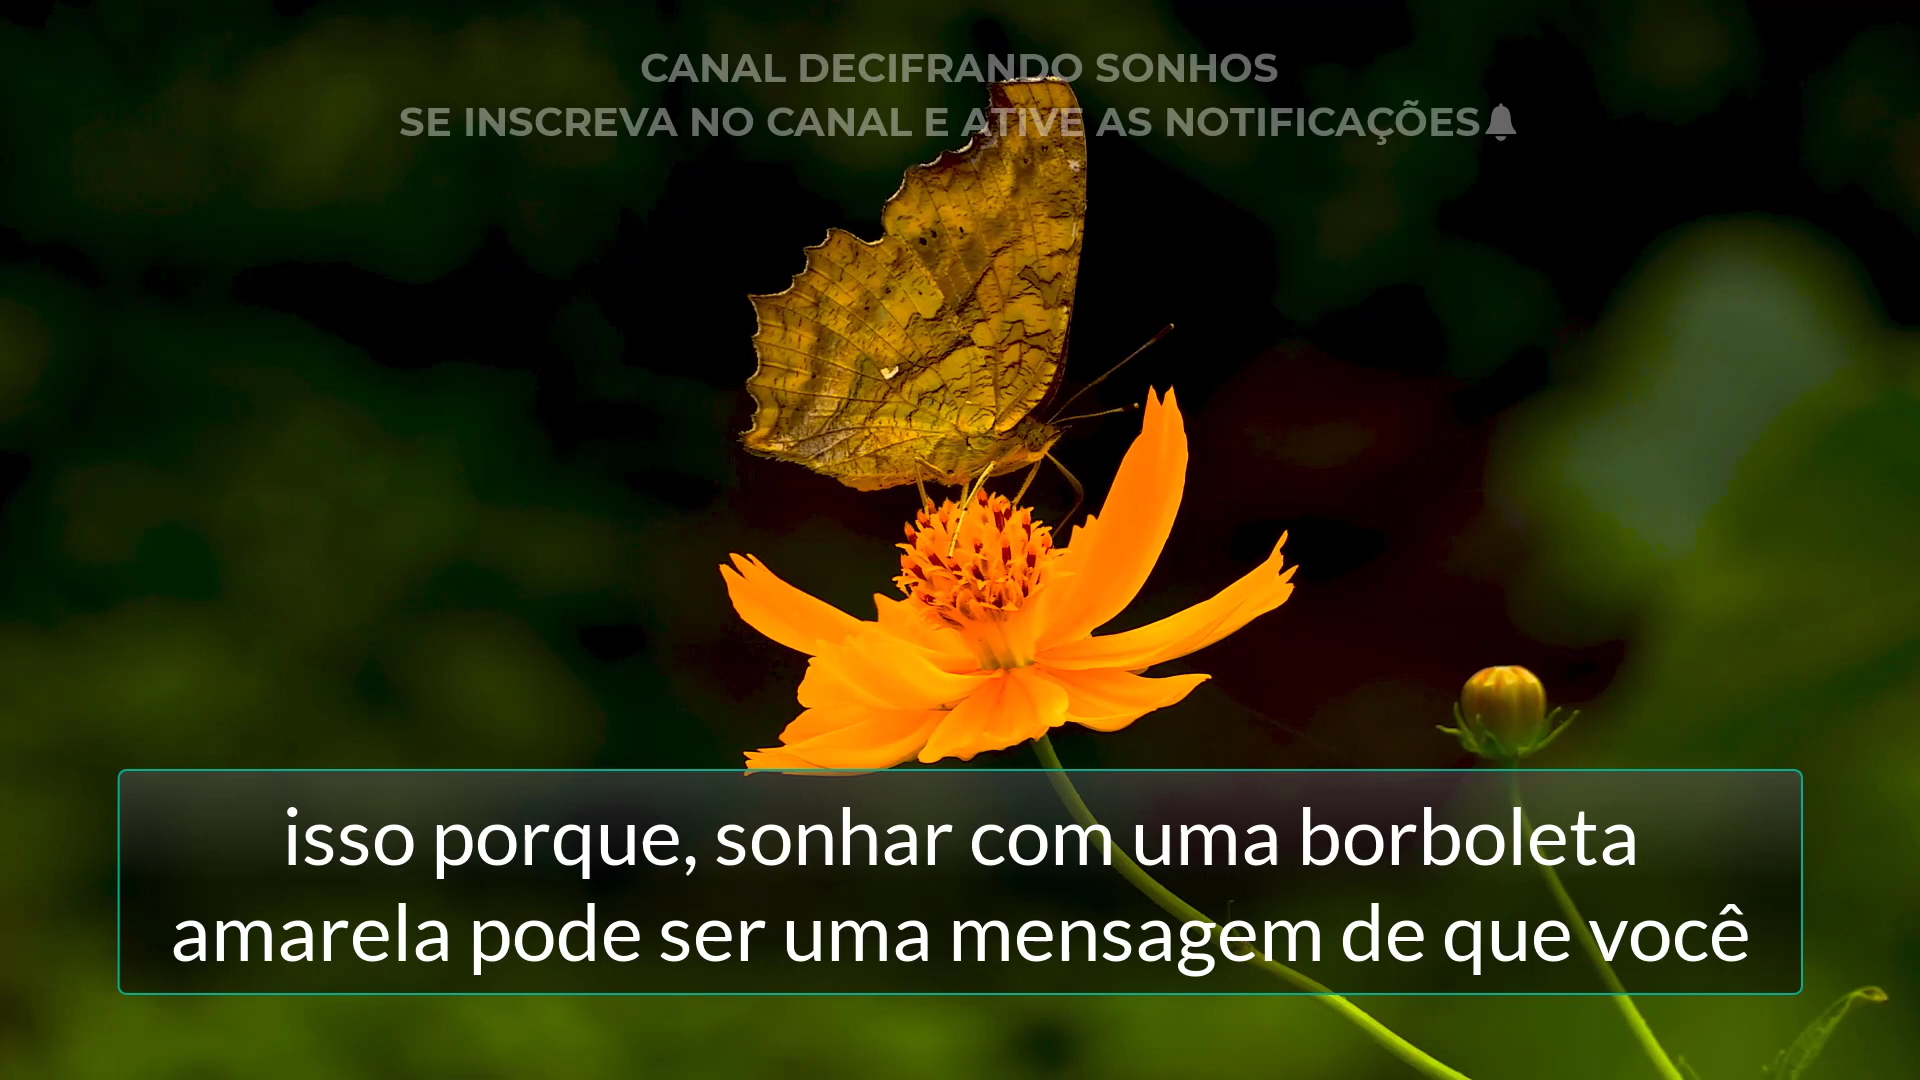 CANAL DECIFRANDO SONHOS
SE INSCREVA NO CANAL E ATIVE AS NOTIFICAÇÕES
isso porque, sonhar com uma borboleta
amarela pode ser uma mensagem de que você